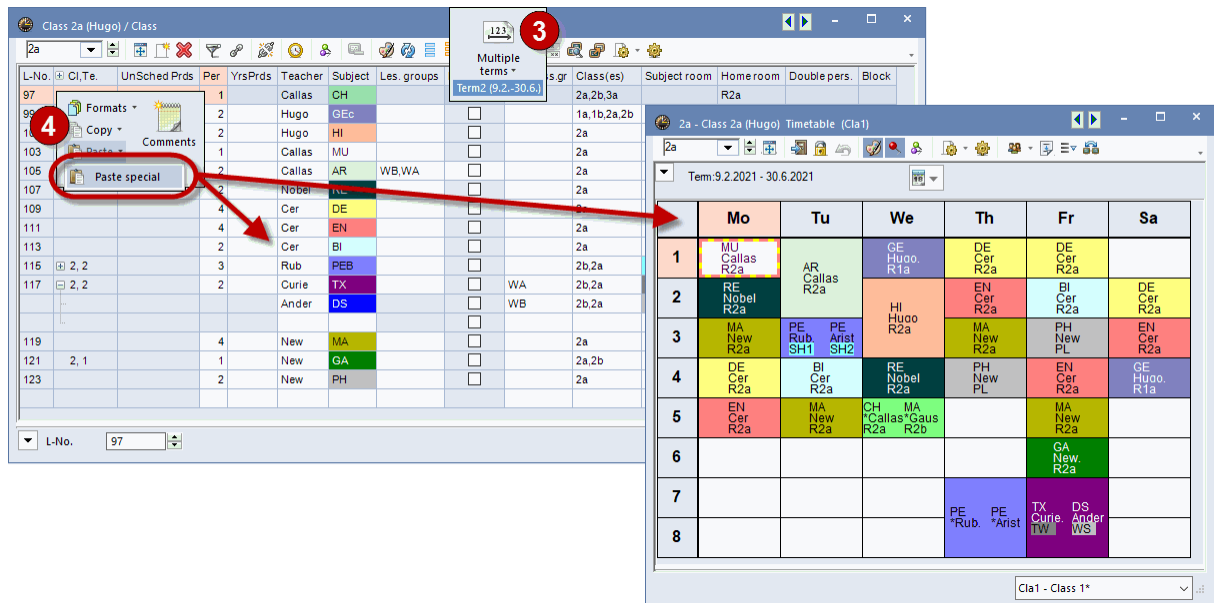 Class 2a (Hugo) / Class
2a
123
3
Multiple
terms
Term2 (9.2.-30.6.)
L-No. Cl,Te. UnSched Prds Per YrsPrds Teacher Subject Les. groups s.gr Class(es) Subject room Homeroom Double pers. Block
97 1 Callas CH 2a,2b,3a R2a
2 Hugo GEc 1a,1b,2a,2b
2 Hugo HI 2a
103 1 Callas MU 2a
105 2 Callas AR WB,WA 2a
107 2 Nobel RE 2a
109 4 Cer DE 2a
111 4 Cer EN 2a
113 2 Cer BI 2a
115 2, 2 3 Rub PEB 2b,2a
117 2, 2 2 Curie TX WA 2b,2a
Ander DS WB 2b,2a
119 4 New MA 2a
121 2, 1 1 New GA 2a,2b
123 2 New PH 2a
4
Formats
Copy
Paste
Comments
Paste special
L-No. 97
2a - Class 2a (Hugo) Timetable (Cla1)
2a
Term:9.2.2021 - 30.6.2021
Mo Tu We Th Fr Sa
1
MU Callas R2a
AR Callas R2a
GE Hugo. R1a
DE Cer R2a
DE Cer R2a
2
RE Nobel R2a
HI Hugo R2a
EN Cer R2a
BI Cer R2a
DE Cer R2a
3
MA New R2a
PE PE
Rub. Arist
SH1 SH2
MA New R2a
PH New PL
EN Cer R2a
4
DE Cer R2a
BI Cer R2a
RE Nobel R2a
PH New PL
EN Cer R2a
GE Hugo. R1a
5
EN Cer R2a
MA New R2a
CH MA
*Callas *Gaus
R2a R2b
MA New R2a
6
GA New. R2a
7
PE PE
*Rub. *Arist
TX DS
Curie. Ander
TW WS
8
Cla1 - Class 1*